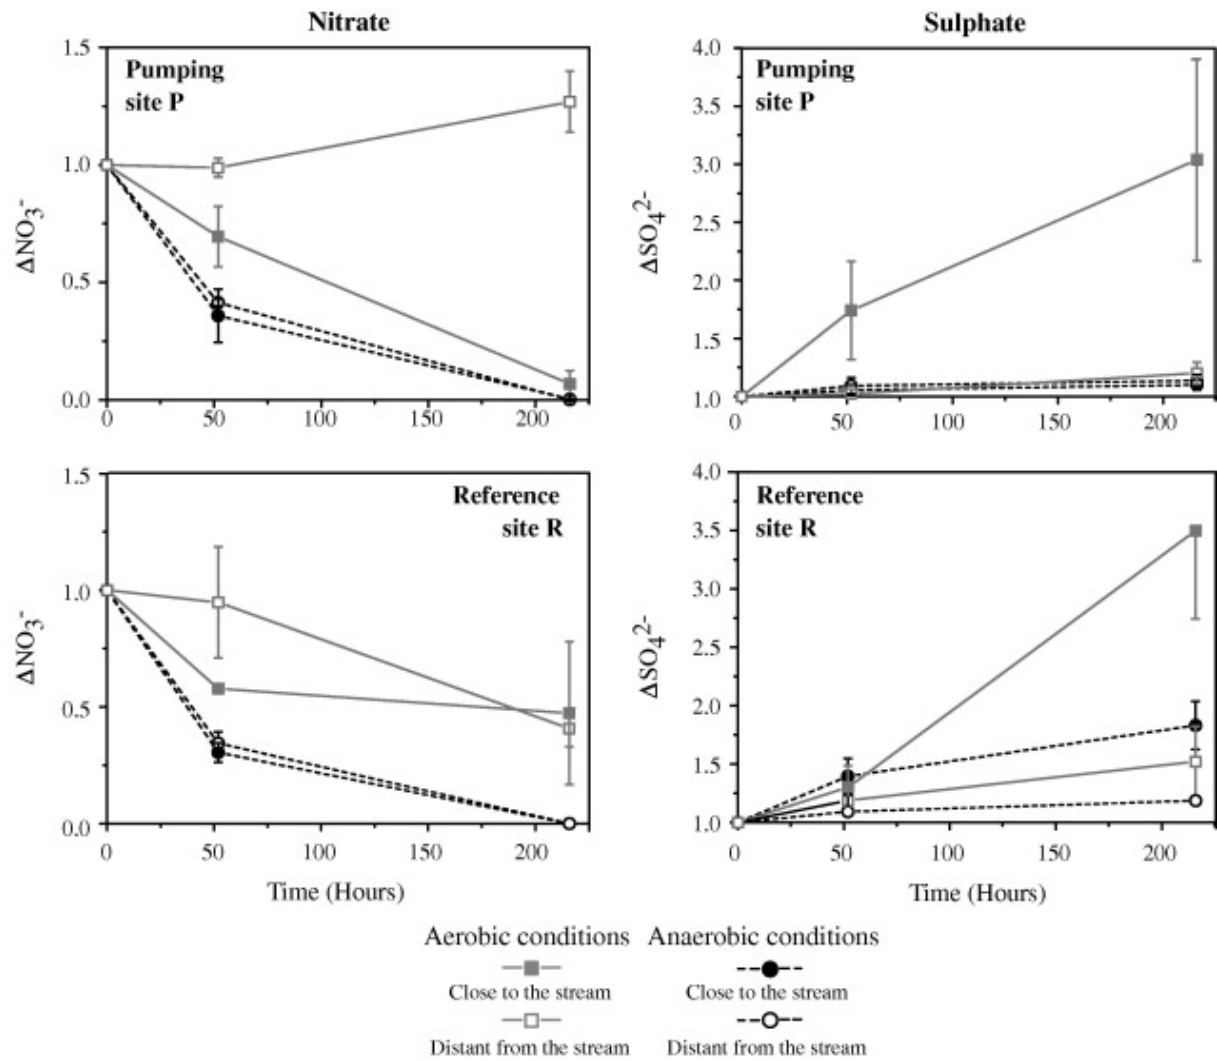 Nitrate
Sulphate
1.5
1.0
0.5
0.0
ΔNO₃⁻
Pumping
site P
0 50 100 150 200
4.0
3.5
3.0
2.5
2.0
1.5
1.0
ΔSO₄²⁻
Pumping
site P
0 50 100 150 200
1.5
1.0
0.5
0.0
ΔNO₃⁻
Reference
site R
0 50 100 150 200
Time (Hours)
4.0
3.5
3.0
2.5
2.0
1.5
1.0
ΔSO₄²⁻
Reference
site R
0 50 100 150 200
Time (Hours)
Aerobic conditions Anaerobic conditions
Close to the stream Close to the stream
Distant from the stream Distant from the stream